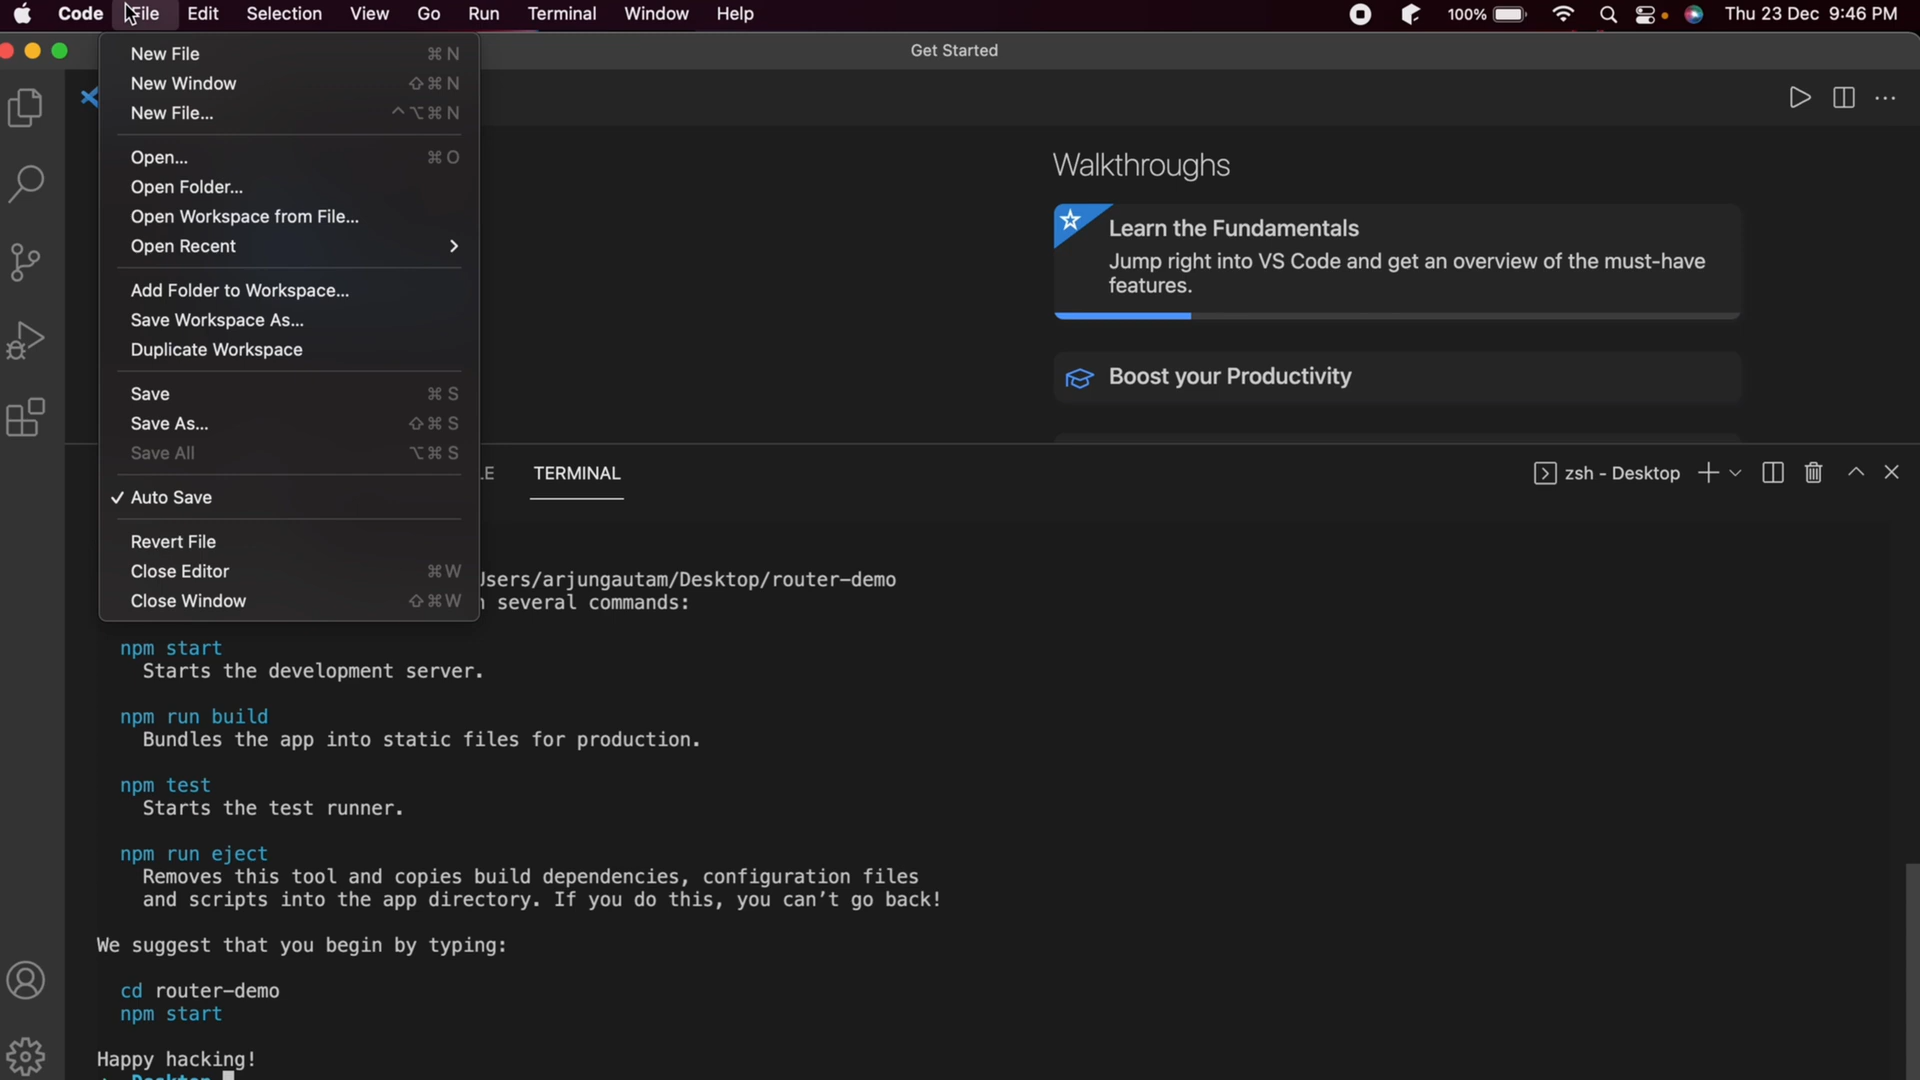 Code File Edit Selection View Go Run Terminal Window Help 100% Thu 23 Dec 9:46 PM
Get Started
New File ⌘ N
New Window ⇧ ⌘ N
New File... ^ ⌥ ⌘ N
Open... ⌘ O
Open Folder...
Open Workspace from File...
Open Recent >
Add Folder to Workspace...
Save Workspace As...
Duplicate Workspace
Save ⌘ S
Save As... ⇧ ⌘ S
Save All ⌥ ⌘ S
✓ Auto Save
Revert File
Close Editor ⌘ W
Close Window ⇧ ⌘ W
Walkthroughs
Learn the Fundamentals
Jump right into VS Code and get an overview of the must-have
features.
Boost your Productivity
LE TERMINAL zsh - Desktop
Users/arjungautam/Desktop/router-demo
several commands:
npm start
Starts the development server.
npm run build
Bundles the app into static files for production.
npm test
Starts the test runner.
npm run eject
Removes this tool and copies build dependencies, configuration files
and scripts into the app directory. If you do this, you can't go back!
We suggest that you begin by typing:
cd router-demo
npm start
Happy hacking!
Desktop